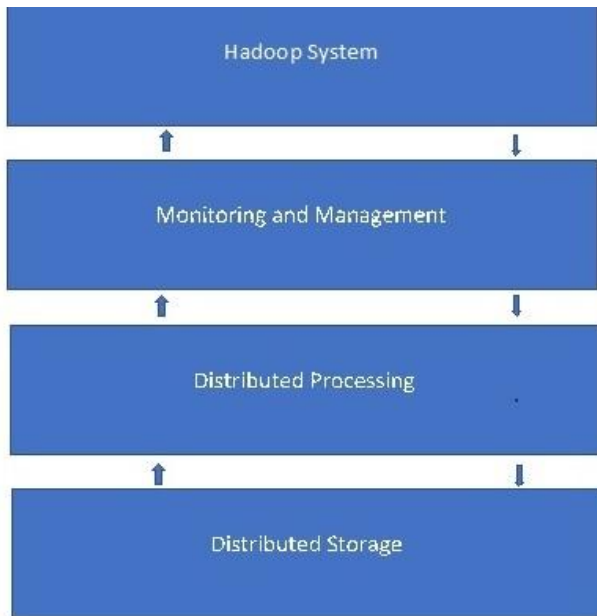 Hadoop System
Monitoring and Management
Distributed Processing
Distributed Storage